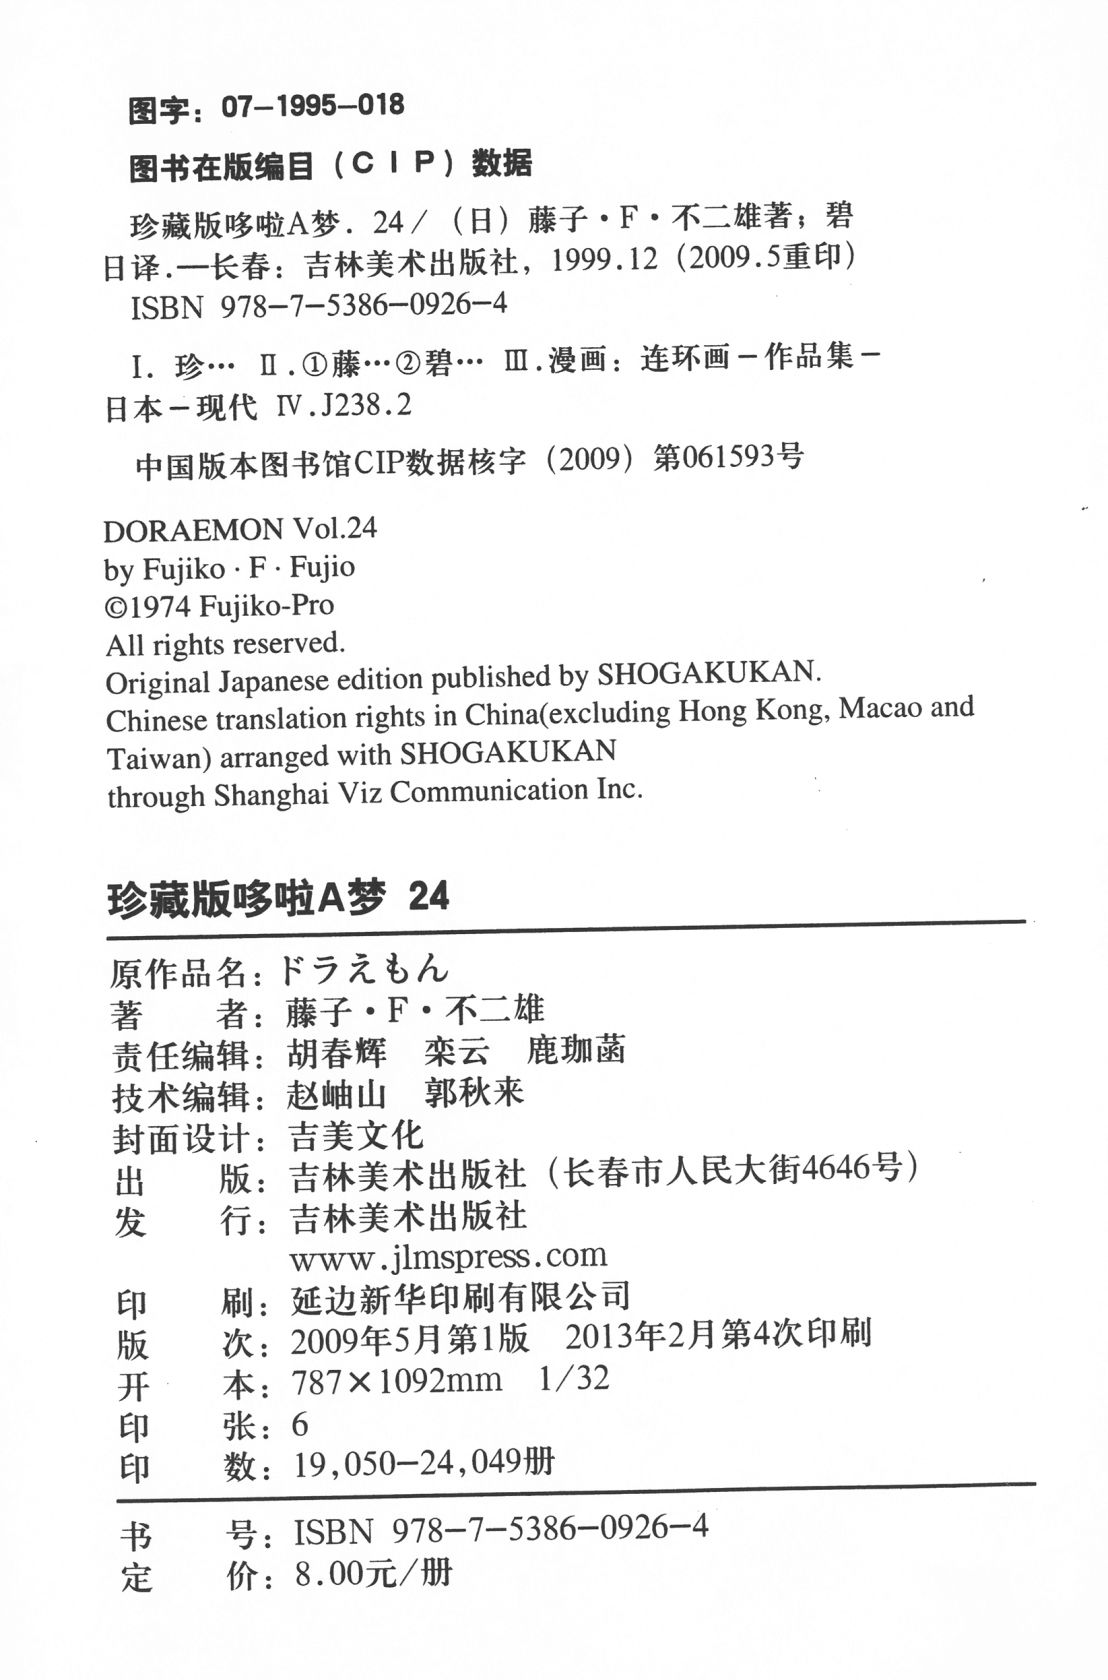 图字：07—1995—018
图书在版编目（CIP）数据
珍藏版哆啦A梦．24／（日）藤子·F·不二雄著；碧
日译.—长春：吉林美术出版社，1999.12（2009.5重印）
ISBN 978—7—5386—0926—4
Ⅰ．珍… Ⅱ.①藤…②碧… Ⅲ.漫画：连环画－作品集－
日本－现代 Ⅳ.J238.2
中国版本图书馆CIP数据核字（2009）第061593号
DORAEMON Vol.24
by Fujiko · F · Fujio
©1974 Fujiko-Pro
All rights reserved.
Original Japanese edition published by SHOGAKUKAN.
Chinese translation rights in China(excluding Hong Kong, Macao and
Taiwan) arranged with SHOGAKUKAN
through Shanghai Viz Communication Inc.
珍藏版哆啦A梦 24
原作品名：ドラえもん
著　　者：藤子·F·不二雄
责任编辑：胡春辉　栾云　鹿珈菡
技术编辑：赵岫山　郭秋来
封面设计：吉美文化
出　　版：吉林美术出版社（长春市人民大街4646号）
发　　行：吉林美术出版社
www.jlmspress.com
印　　刷：延边新华印刷有限公司
版　　次：2009年5月第1版　2013年2月第4次印刷
开　　本：787×1092mm　1/32
印　　张：6
印　　数：19,050—24,049册
书　　号：ISBN 978—7—5386—0926—4
定　　价：8.00元/册